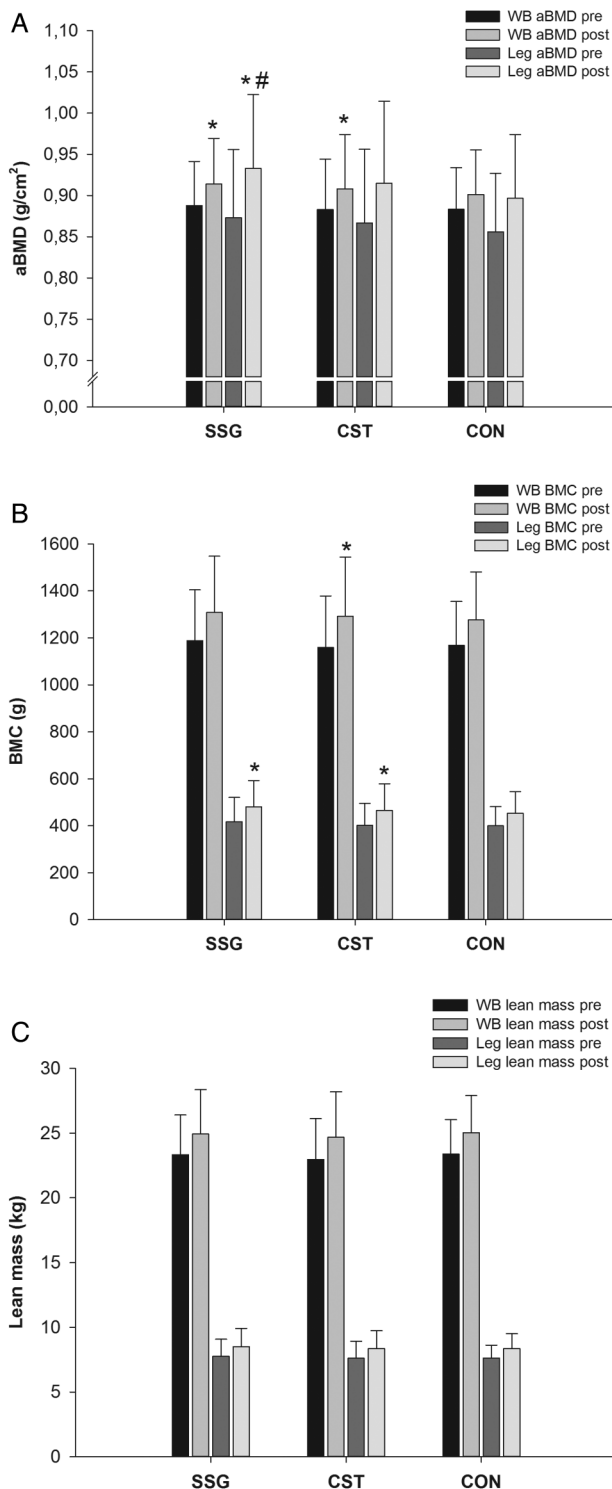 A
WB aBMD pre
WB aBMD post
Leg aBMD pre
Leg aBMD post
1,10
1,05
1,00
0,95
0,90
0,85
0,80
0,75
0,70
0,00
aBMD (g/cm²)
* * # *
SSG CST CON
B
WB BMC pre
WB BMC post
Leg BMC pre
Leg BMC post
1600
1400
1200
1000
800
600
400
200
0
BMC (g)
*
* *
SSG CST CON
C
WB lean mass pre
WB lean mass post
Leg lean mass pre
Leg lean mass post
30
25
20
15
10
5
0
Lean mass (kg)
SSG CST CON